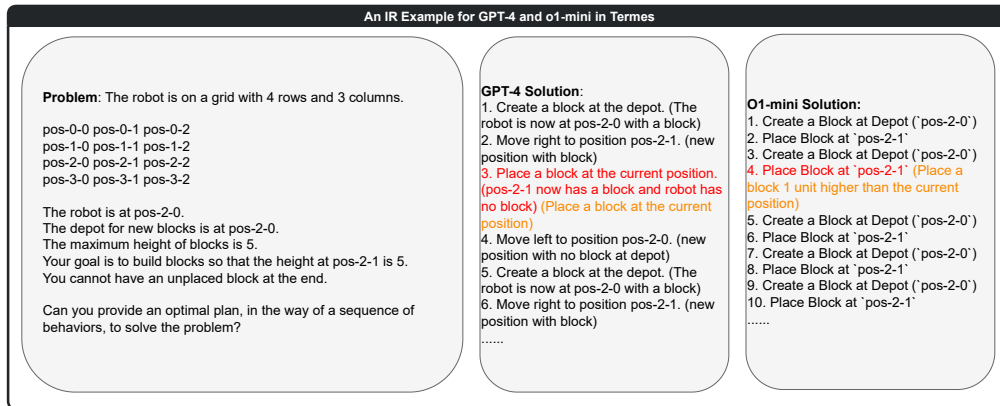 An IR Example for GPT-4 and o1-mini in Termes
Problem: The robot is on a grid with 4 rows and 3 columns.
pos-0-0 pos-0-1 pos-0-2
pos-1-0 pos-1-1 pos-1-2
pos-2-0 pos-2-1 pos-2-2
pos-3-0 pos-3-1 pos-3-2
The robot is at pos-2-0.
The depot for new blocks is at pos-2-0.
The maximum height of blocks is 5.
Your goal is to build blocks so that the height at pos-2-1 is 5.
You cannot have an unplaced block at the end.
Can you provide an optimal plan, in the way of a sequence of
behaviors, to solve the problem?
GPT-4 Solution:
1. Create a block at the depot. (The
robot is now at pos-2-0 with a block)
2. Move right to position pos-2-1. (new
position with block)
3. Place a block at the current position.
(pos-2-1 now has a block and robot has
no block) (Place a block at the current
position)
4. Move left to position pos-2-0. (new
position with no block at depot)
5. Create a block at the depot. (The
robot is now at pos-2-0 with a block)
6. Move right to position pos-2-1. (new
position with block)
......
O1-mini Solution:
1. Create a Block at Depot (`pos-2-0`)
2. Place Block at `pos-2-1`
3. Create a Block at Depot (`pos-2-0`)
4. Place Block at `pos-2-1` (Place a
block 1 unit higher than the current
position)
5. Create a Block at Depot (`pos-2-0`)
6. Place Block at `pos-2-1`
7. Create a Block at Depot (`pos-2-0`)
8. Place Block at `pos-2-1`
9. Create a Block at Depot (`pos-2-0`)
10. Place Block at `pos-2-1`
......